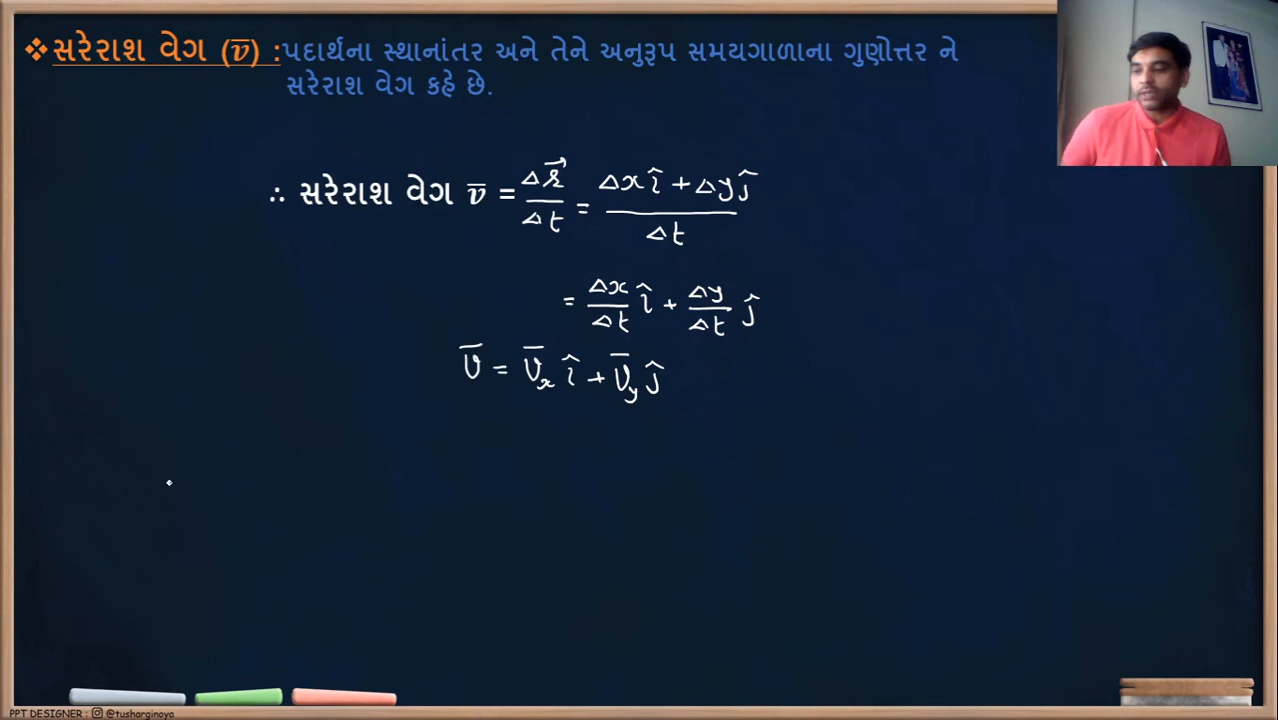 ❖સરેરાશ વેગ (v̅) :પદાર્થના સ્થાનાંતર અને તેને અનુરૂપ સમયગાળાના ગુણોત્તર ને
સરેરાશ વેગ કહે છે.
∴ સરેરાશ વેગ v̅ = Δr⃗/Δt = (Δx î + Δy ĵ)/Δt
= Δx/Δt î + Δy/Δt ĵ
v̅ = v̅ₓ î + v̅_y ĵ
PPT DESIGNER : @tusharginoya